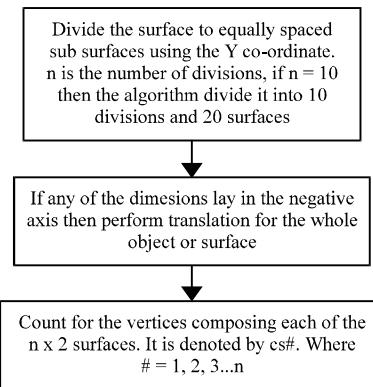 Divide the surface to equally spaced
sub surfaces using the Y co-ordinate.
n is the number of divisions, if n = 10
then the algorithm divide it into 10
divisions and 20 surfaces
If any of the dimesions lay in the negative
axis then perform translation for the whole
object or surface
Count for the vertices composing each of the
n x 2 surfaces. It is denoted by cs#. Where
# = 1, 2, 3...n